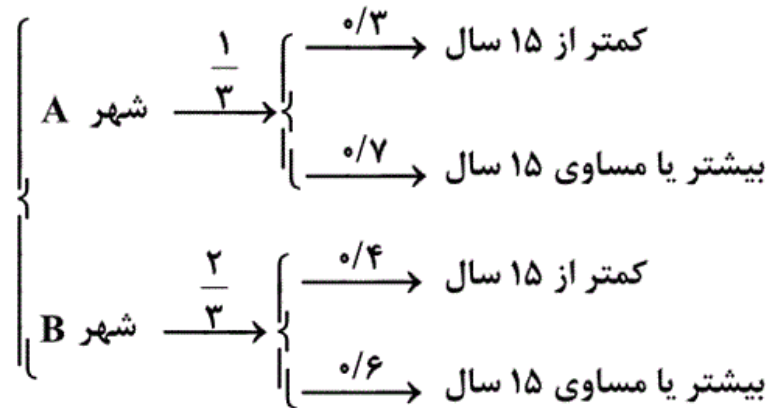 ۰/۳ کمتر از ۱۵ سال
شهر A ۱/۳
۰/۷ بیشتر یا مساوی ۱۵ سال
۰/۴ کمتر از ۱۵ سال
شهر B ۲/۳
۰/۶ بیشتر یا مساوی ۱۵ سال